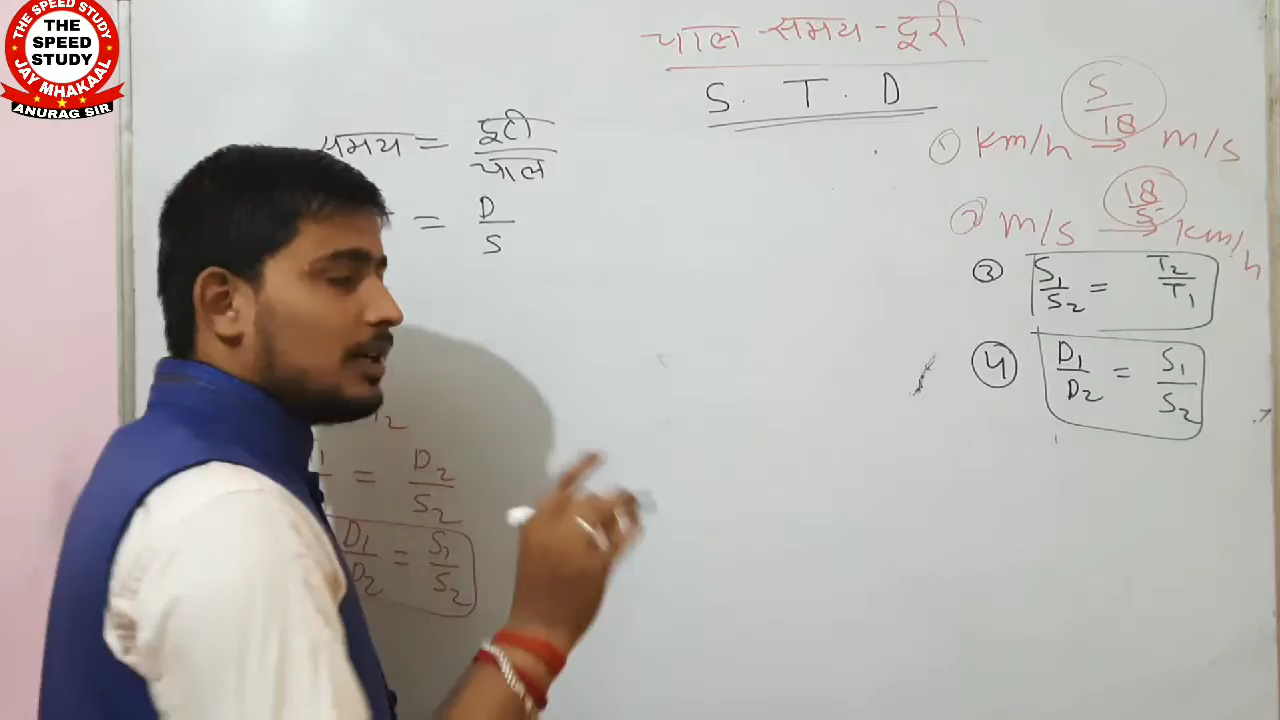 THE SPEED STUDY
THE
SPEED
STUDY
JAY MHAKAAL
ANURAG SIR
चाल - समय - दूरी
S. T. D
समय = दूरी / चाल
= D / S
① km/h → m/s 5/18
② m/s → km/h 18/5
③ S₁/S₂ = T₂/T₁
④ D₁/D₂ = S₁/S₂
= D₂/S₂
D₁/D₂ = S₁/S₂